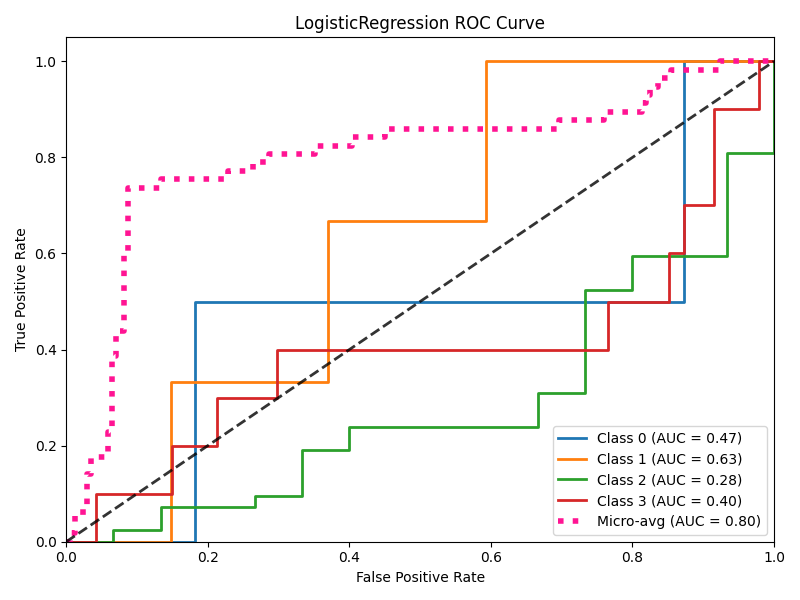 LogisticRegression ROC Curve
True Positive Rate
1.0
0.8
0.6
0.4
0.2
0.0
0.0 0.2 0.4 0.6 0.8 1.0
False Positive Rate
Class 0 (AUC = 0.47)
Class 1 (AUC = 0.63)
Class 2 (AUC = 0.28)
Class 3 (AUC = 0.40)
Micro-avg (AUC = 0.80)